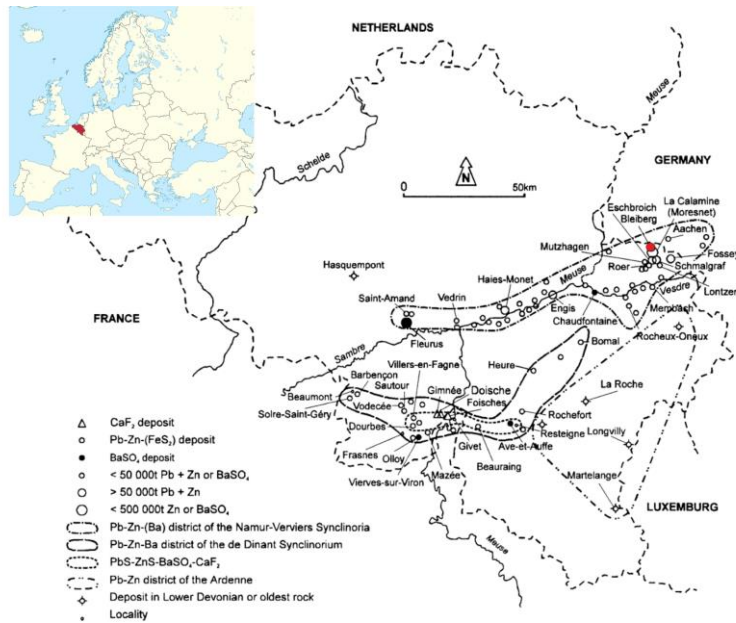 NETHERLANDS
Meuse
Schelde
GERMANY
N
0 50km
La Calamine
(Moresnet)
Eschbroich
Bleiberg
Aachen
Mutzhagen
Fossey
Roer
Schmalgraf
Lontzen
Hasquempont
Haies-Monet
Meuse
Vesdre
Saint-Amand
Vedrin
Engis
Membach
FRANCE
Chaudfontaine
Fleurus
Rocheux-Oneux
Bomal
Sambre
Villers-en-Fagne
Heure
Barbençon
Sautour
Gimnée
Doische
La Roche
Beaumont
Vodecée
Foisches
Solre-Saint-Géry
Rochefort
Dourbes
Resteigne
Longvilly
Frasnes
Givet
Ave-et-Auffe
Olloy
Beauraing
Vierves-sur-Viron
Mazée
Martelange
LUXEMBURG
Meuse
CaF₂ deposit
Pb-Zn-(FeS₂) deposit
BaSO₄ deposit
< 50 000t Pb + Zn or BaSO₄
> 50 000t Pb + Zn
< 500 000t Zn or BaSO₄
Pb-Zn-(Ba) district of the Namur-Verviers Synclinoria
Pb-Zn-Ba district of the de Dinant Synclinorium
PbS-ZnS-BaSO₄-CaF₂
Pb-Zn district of the Ardenne
Deposit in Lower Devonian or oldest rock
Locality